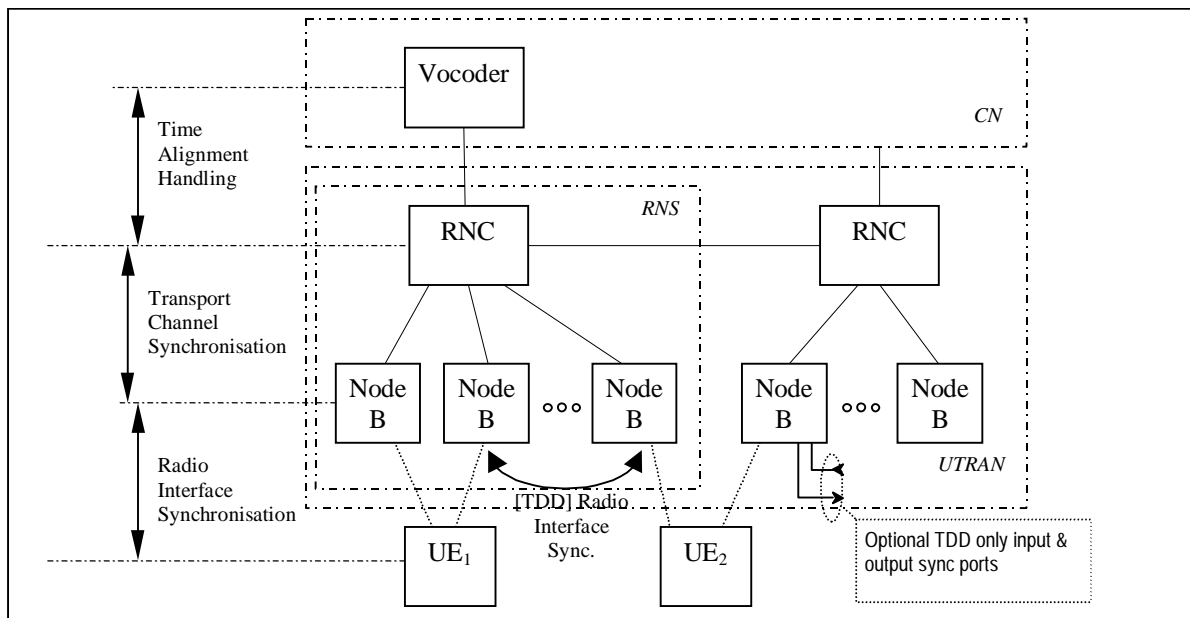 Vocoder
CN
Time
Alignment
Handling
RNS
RNC
RNC
Transport
Channel
Synchronisation
Node
B
Node
B
Node
B
Node
B
Node
B
UTRAN
Radio
Interface
Synchronisation
[TDD] Radio
Interface
Sync.
UE1
UE2
Optional TDD only input &
output sync ports